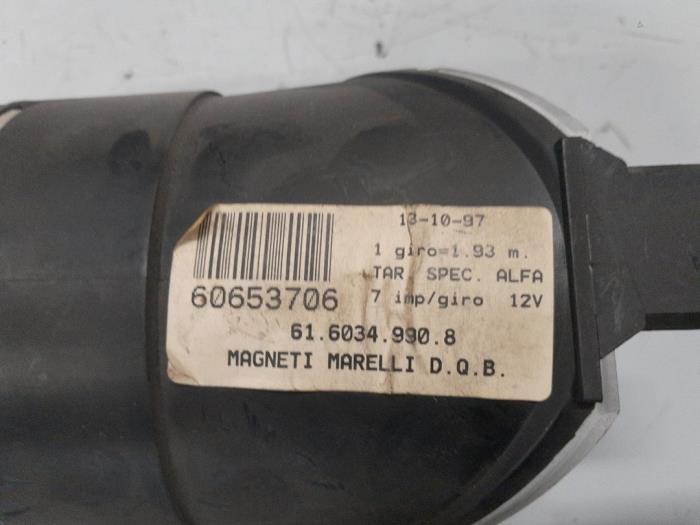 13-10-97
1 giro=1.93 m.
TAR SPEC. ALFA
60653706
7 imp/giro 12V
61.6034.990.8
MAGNETI MARELLI D.Q.B.